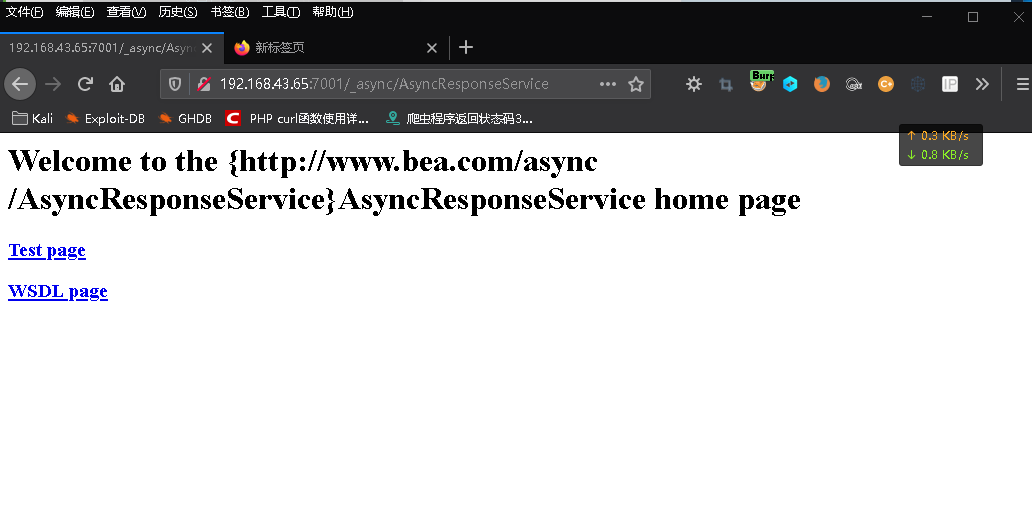 文件(F) 编辑(E) 查看(V) 历史(S) 书签(B) 工具(T) 帮助(H)
192.168.43.65:7001/_async/Asyn
新标签页
192.168.43.65:7001/_async/AsyncResponseService
Burp
IP
Kali Exploit-DB GHDB PHP curl函数使用详... 爬虫程序返回状态码3...
↑ 0.3 KB/s
↓ 0.8 KB/s
Welcome to the {http://www.bea.com/async
/AsyncResponseService}AsyncResponseService home page
Test page
WSDL page